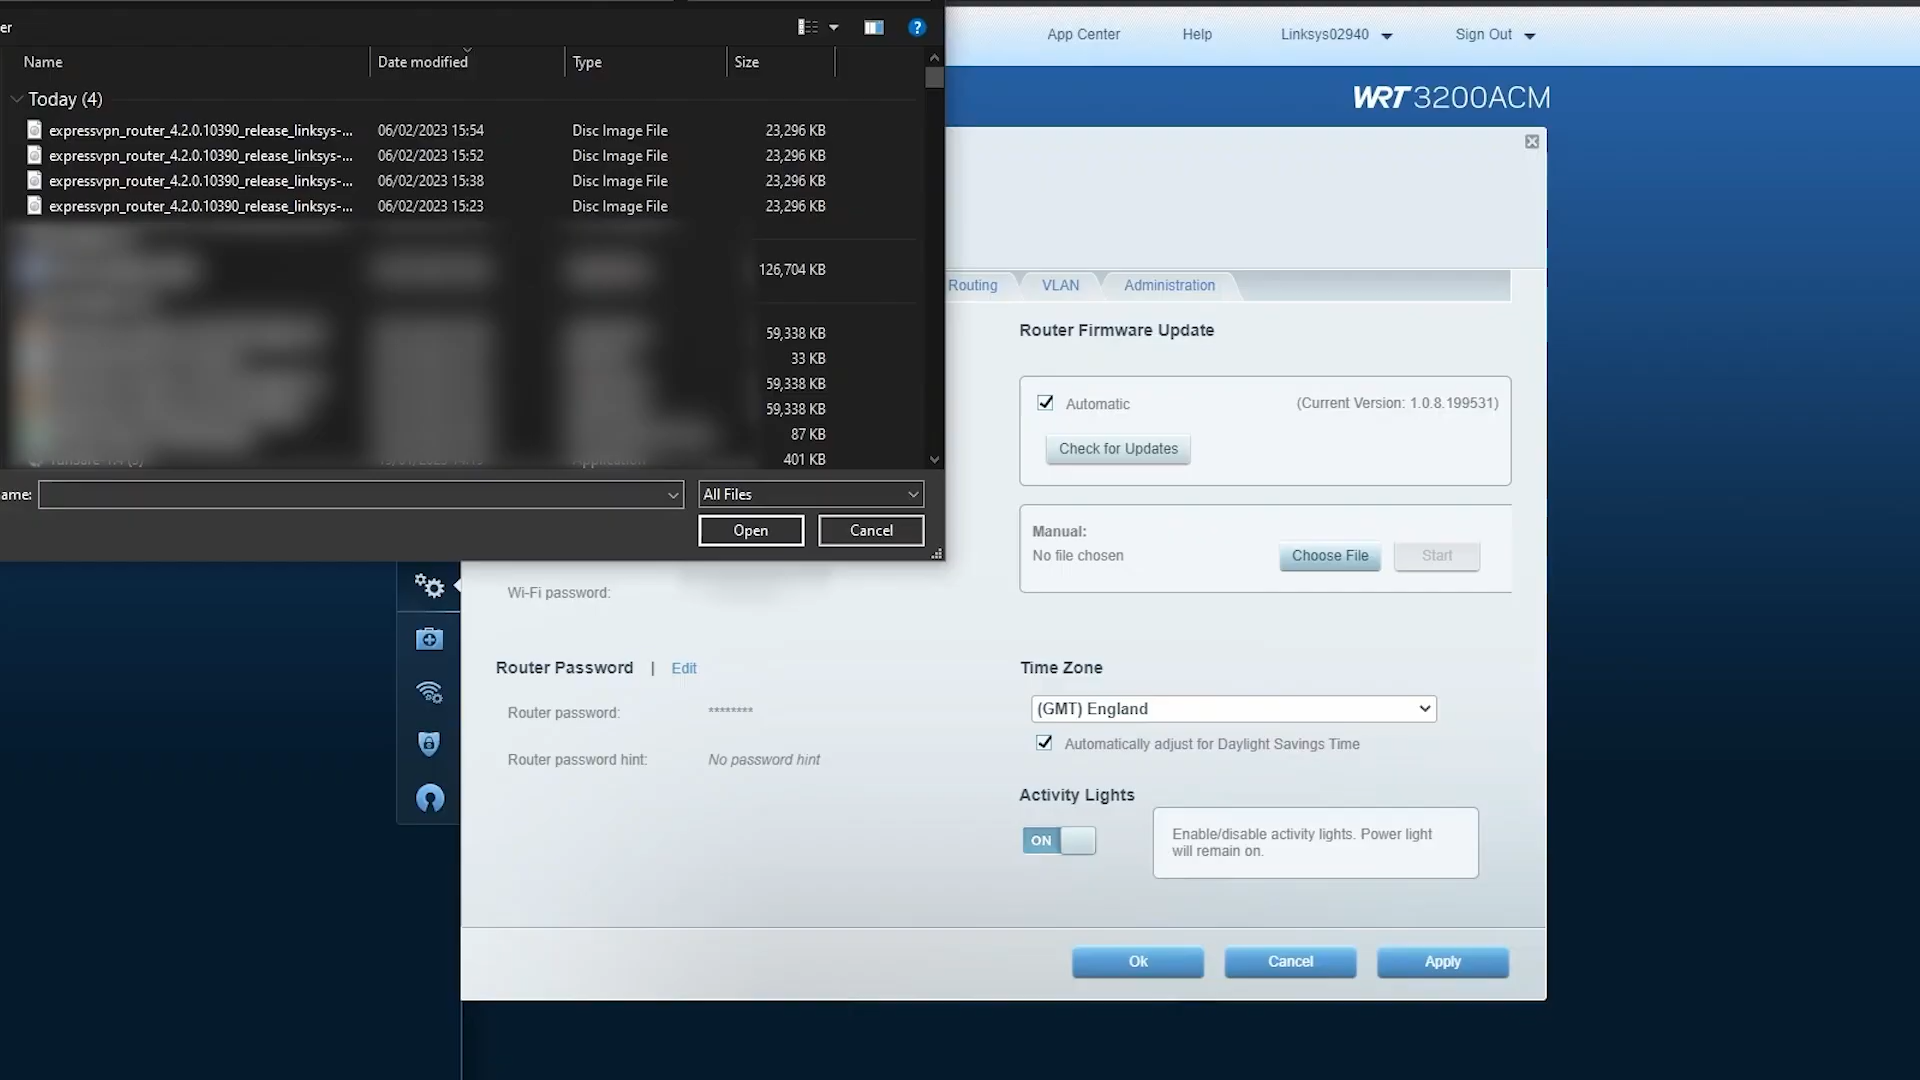 er
App Center Help Linksys02940 Sign Out
WRT3200ACM
Name Date modified Type Size
Today (4)
expressvpn_router_4.2.0.10390_release_linksys-... 06/02/2023 15:54 Disc Image File 23,296 KB
expressvpn_router_4.2.0.10390_release_linksys-... 06/02/2023 15:52 Disc Image File 23,296 KB
expressvpn_router_4.2.0.10390_release_linksys-... 06/02/2023 15:38 Disc Image File 23,296 KB
expressvpn_router_4.2.0.10390_release_linksys-... 06/02/2023 15:23 Disc Image File 23,296 KB
126,704 KB
59,338 KB
33 KB
59,338 KB
59,338 KB
87 KB
401 KB
ame: All Files
Open Cancel
Routing VLAN Administration
Router Firmware Update
Automatic (Current Version: 1.0.8.199531)
Check for Updates
Manual:
No file chosen Choose File Start
Wi-Fi password:
Router Password | Edit
Router password: ********
Router password hint: No password hint
Time Zone
(GMT) England
Automatically adjust for Daylight Savings Time
Activity Lights
ON
Enable/disable activity lights. Power light
will remain on.
Ok Cancel Apply